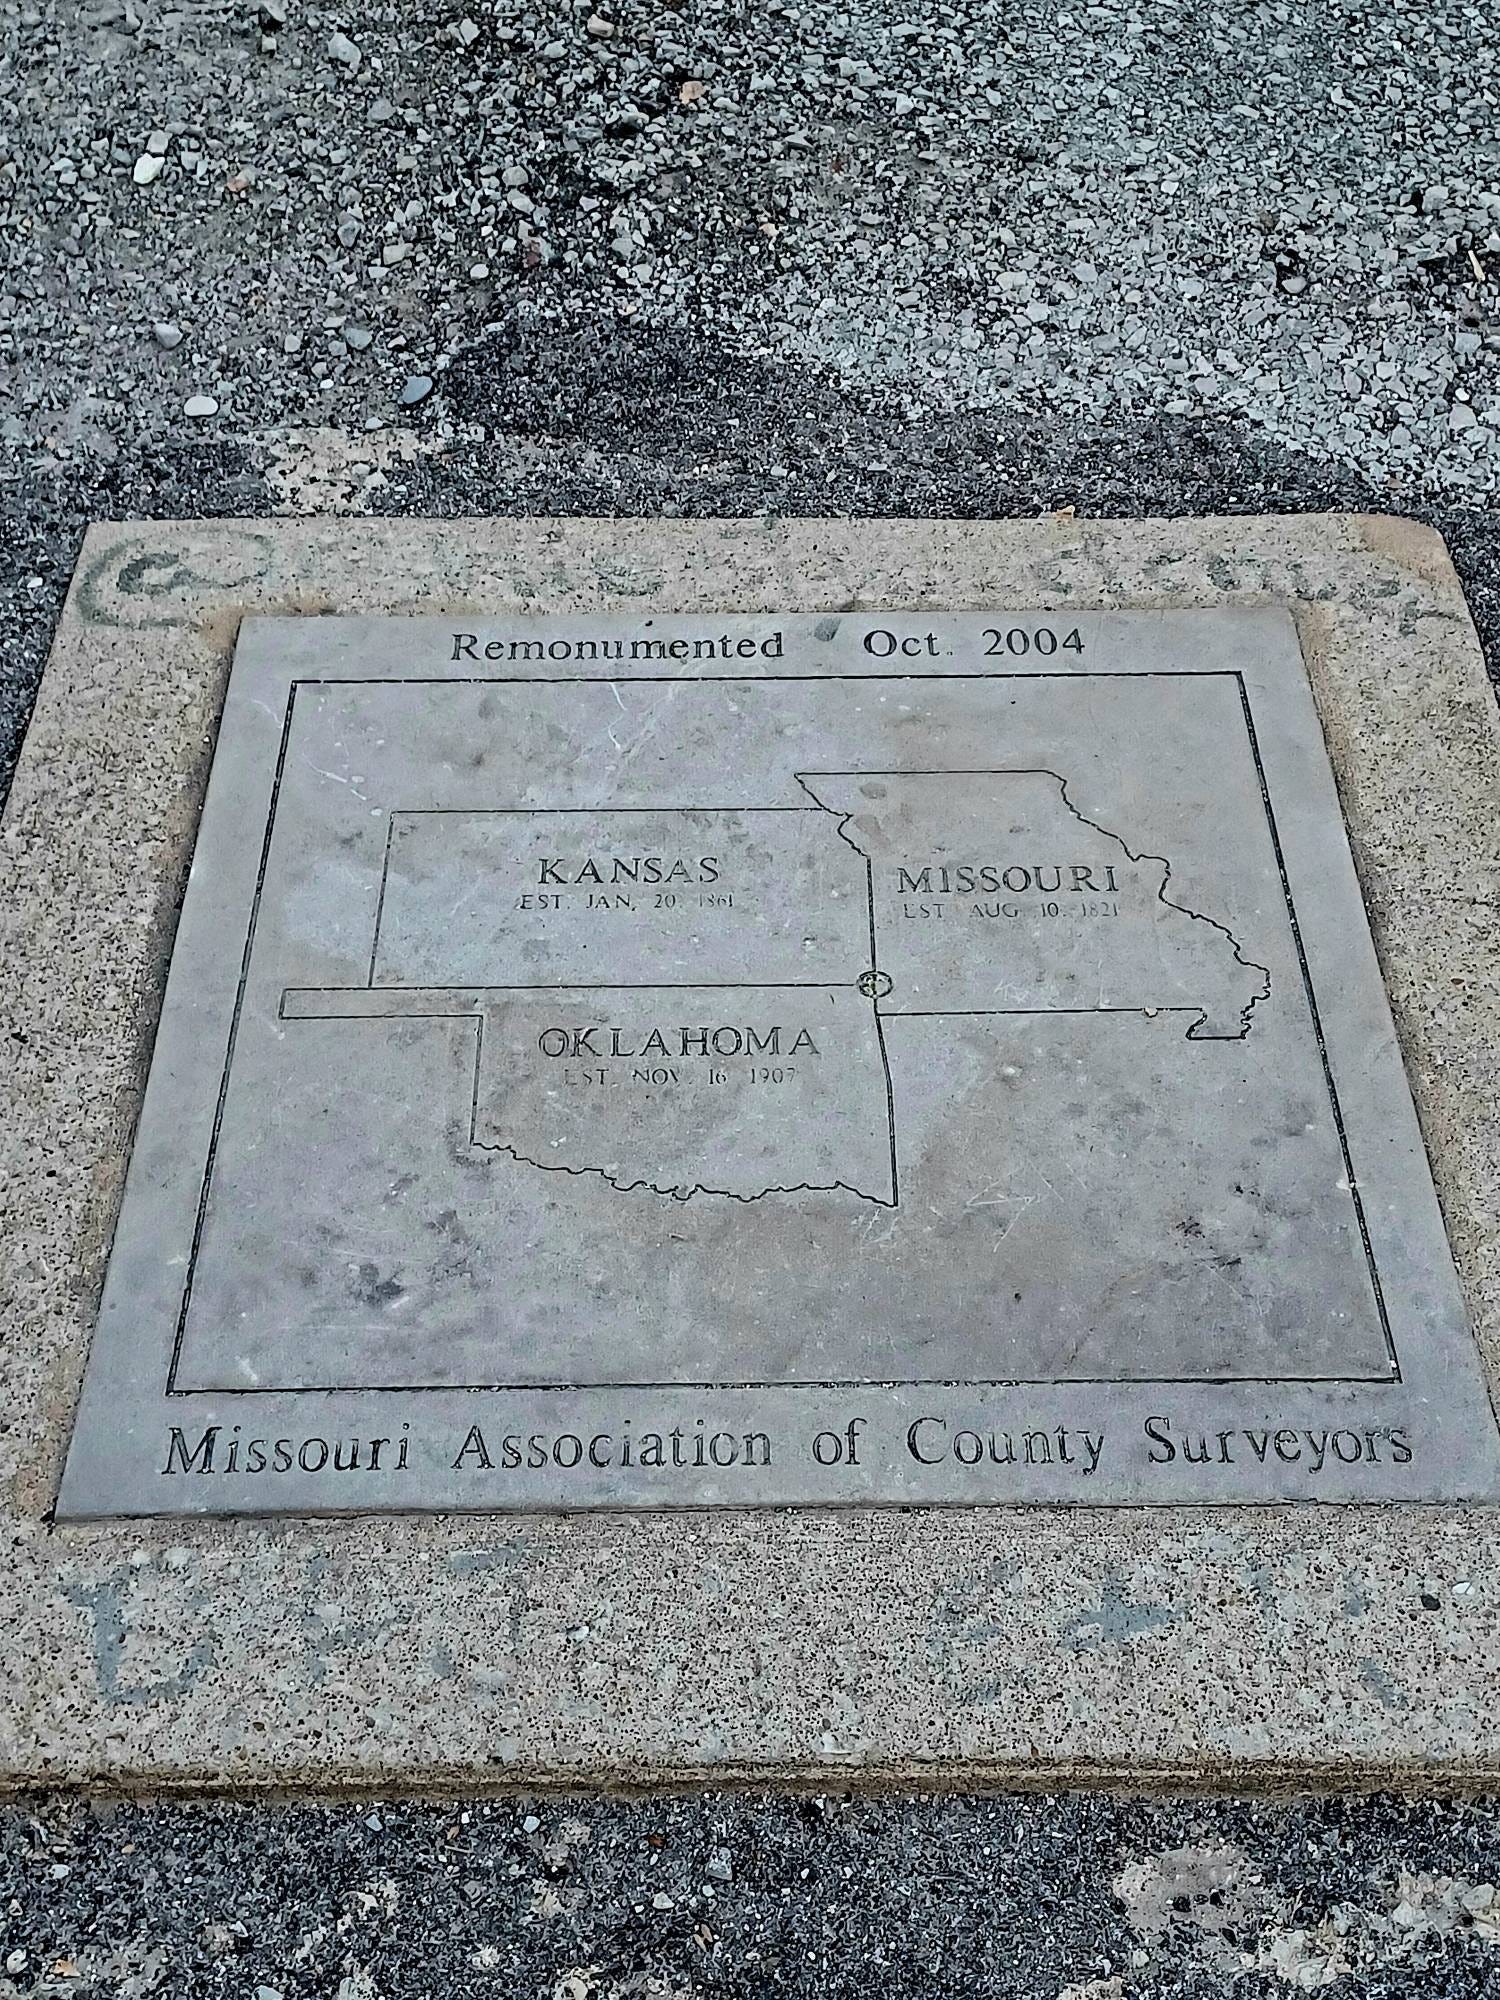 Remonumented Oct. 2004
KANSAS
EST. JAN. 20. 1861
MISSOURI
EST AUG 10. 1821
OKLAHOMA
EST. NOV. 16 1907
Missouri Association of County Surveyors